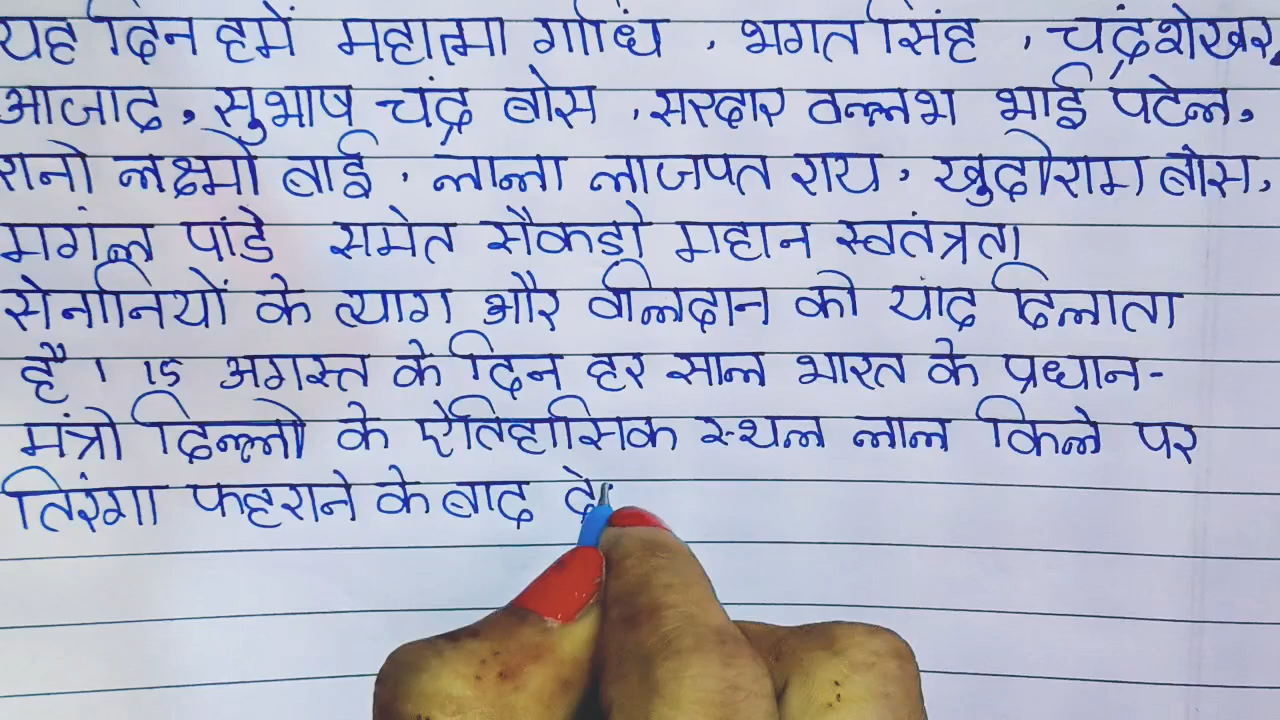 यह दिन हमें महात्मा गांधि , भगत सिंह , चंद्रशेखर,
आजाद , सुभाष चंद्र बोस , सरदार वल्लभ भाई पटेल ,
रानी लक्ष्मी बाई , लाला लाजपत राय , खुदीराम बोस ,
मगंल पांडे समेत सैकडो महान स्वतंत्रता
सेनानियों के त्याग और बलिदान की याद दिलाता
है । 15 अगस्त के दिन हर साल भारत के प्रधान-
मंत्री दिल्ली के ऐतिहासिक स्थल लाल किले पर
तिरंगा फहराने के बाद दे